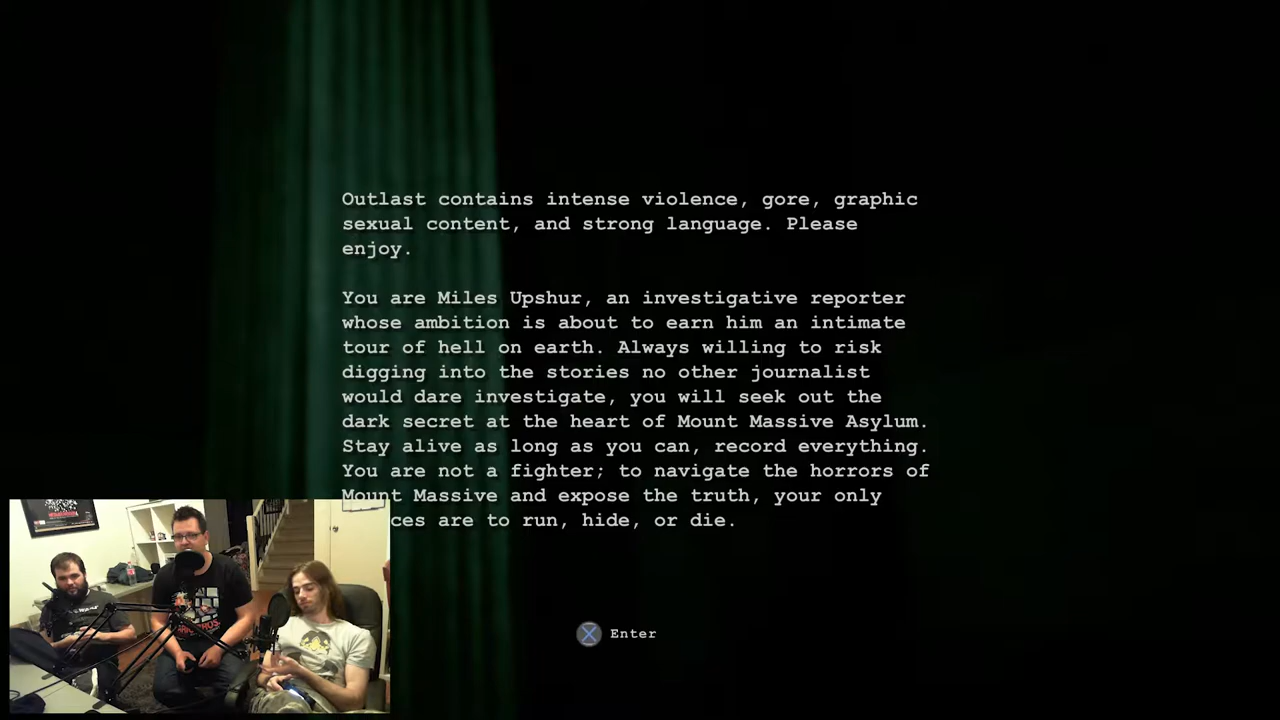 Outlast contains intense violence, gore, graphic
sexual content, and strong language. Please
enjoy.
You are Miles Upshur, an investigative reporter
whose ambition is about to earn him an intimate
tour of hell on earth. Always willing to risk
digging into the stories no other journalist
would dare investigate, you will seek out the
dark secret at the heart of Mount Massive Asylum.
Stay alive as long as you can, record everything.
You are not a fighter; to navigate the horrors of
Mount Massive and expose the truth, your only
ces are to run, hide, or die.
Enter